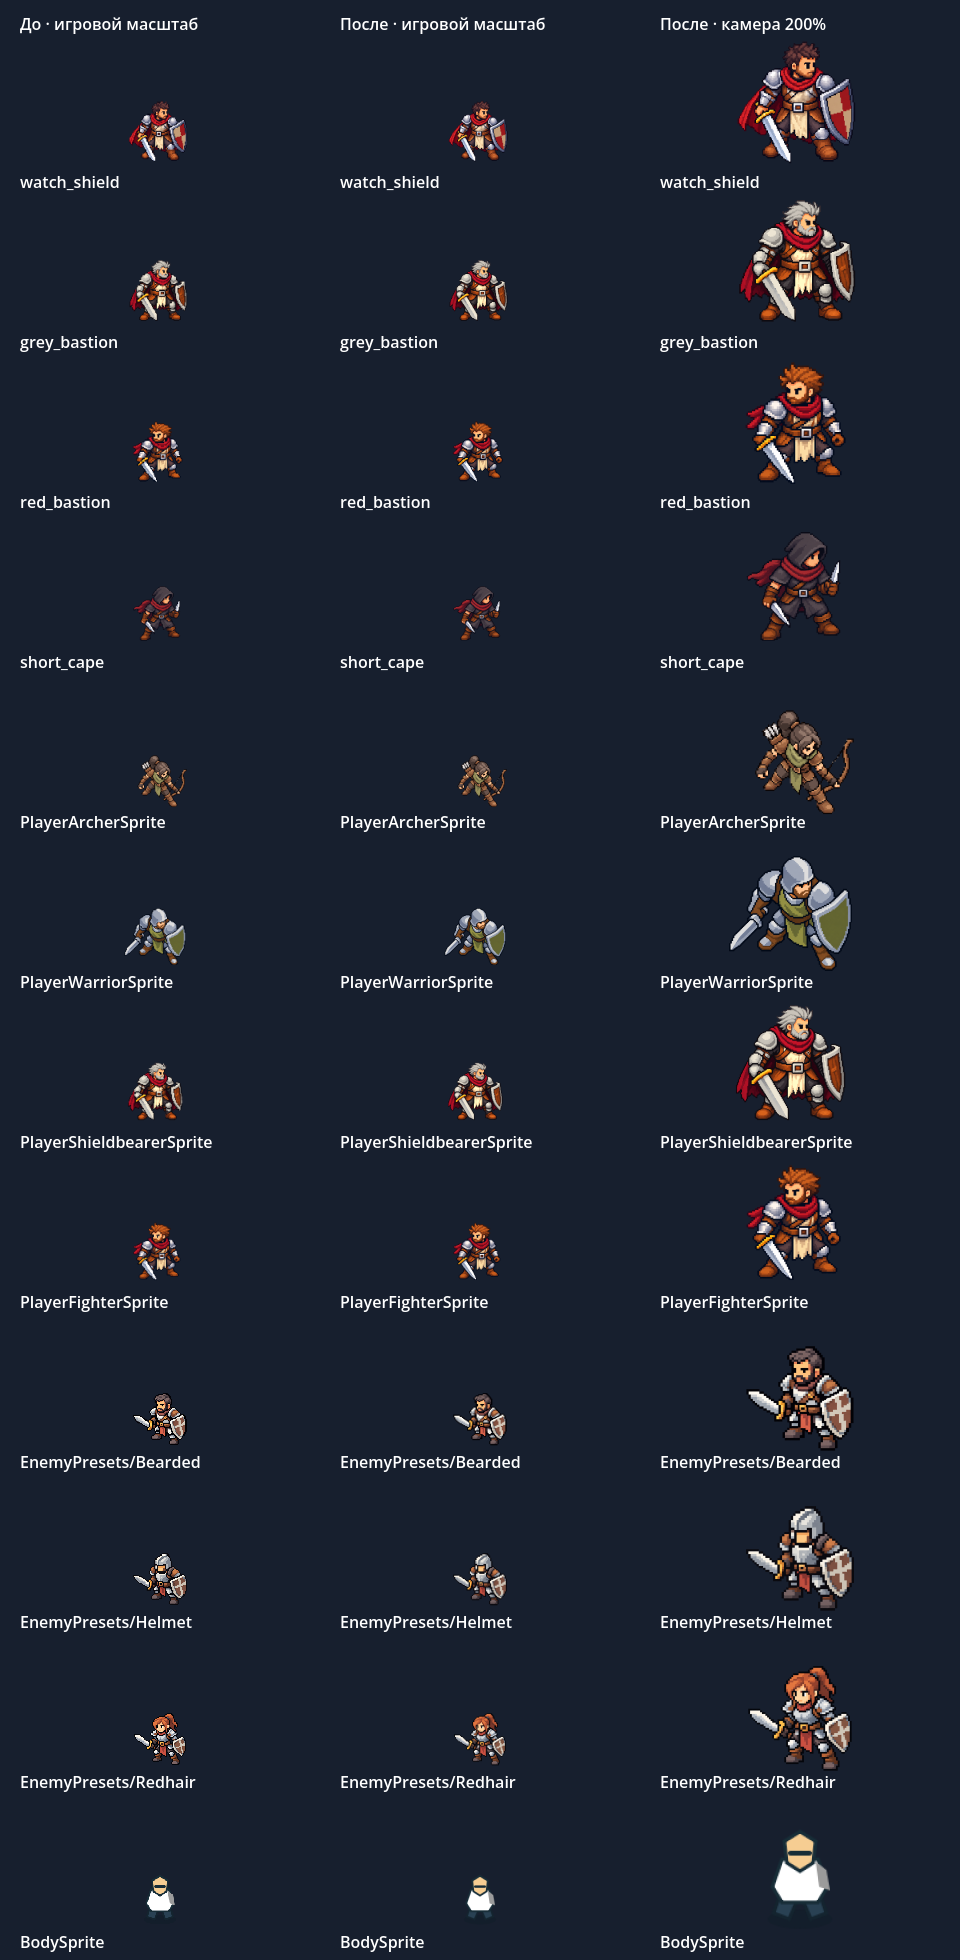 До · игровой масштаб
После · игровой масштаб
После · камера 200%
watch_shield
watch_shield
watch_shield
grey_bastion
grey_bastion
grey_bastion
red_bastion
red_bastion
red_bastion
short_cape
short_cape
short_cape
PlayerArcherSprite
PlayerArcherSprite
PlayerArcherSprite
PlayerWarriorSprite
PlayerWarriorSprite
PlayerWarriorSprite
PlayerShieldbearerSprite
PlayerShieldbearerSprite
PlayerShieldbearerSprite
PlayerFighterSprite
PlayerFighterSprite
PlayerFighterSprite
EnemyPresets/Bearded
EnemyPresets/Bearded
EnemyPresets/Bearded
EnemyPresets/Helmet
EnemyPresets/Helmet
EnemyPresets/Helmet
EnemyPresets/Redhair
EnemyPresets/Redhair
EnemyPresets/Redhair
BodySprite
BodySprite
BodySprite